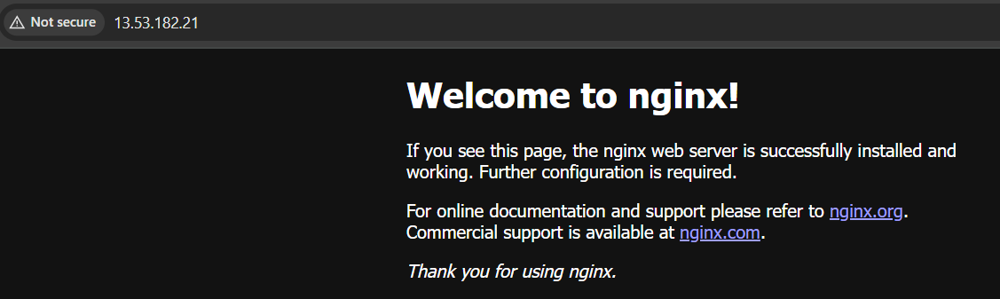 Not secure 13.53.182.21
Welcome to nginx!
If you see this page, the nginx web server is successfully installed and
working. Further configuration is required.
For online documentation and support please refer to nginx.org.
Commercial support is available at nginx.com.
Thank you for using nginx.